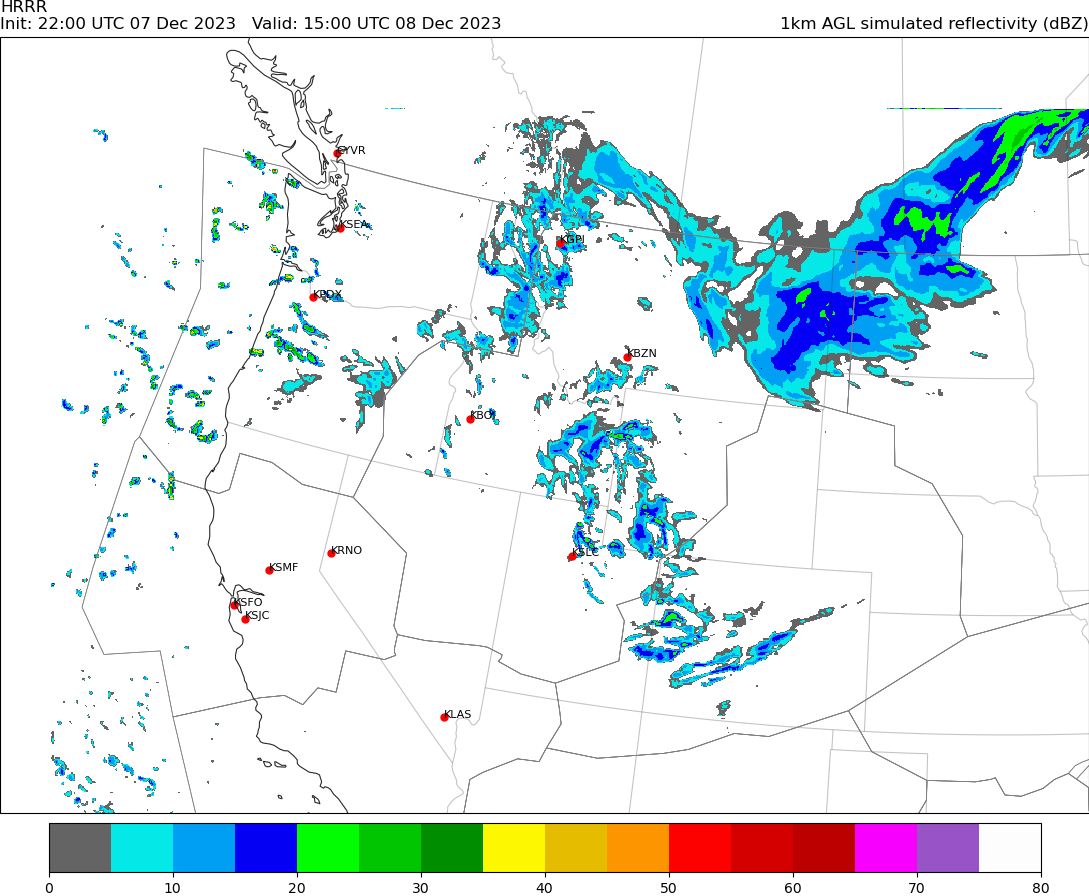 HRRR
Init: 22:00 UTC 07 Dec 2023   Valid: 15:00 UTC 08 Dec 2023   1km AGL simulated reflectivity (dBZ)
CYVR
KSEA
KGPI
KPDX
KBZN
KBOI
KRNO
KSLC
KSMF
KSFO
KSJC
KLAS
0 10 20 30 40 50 60 70 80